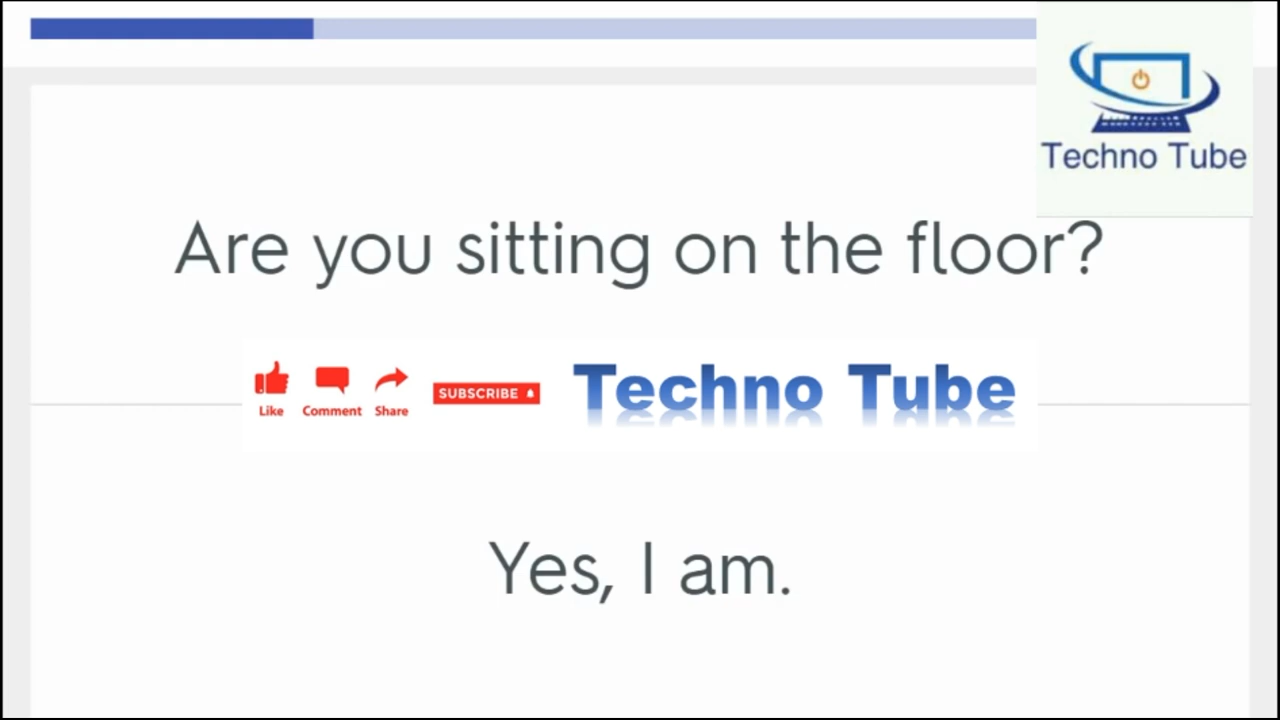 Techno Tube
Are you sitting on the floor?
Like Comment Share SUBSCRIBE Techno Tube
Yes, I am.